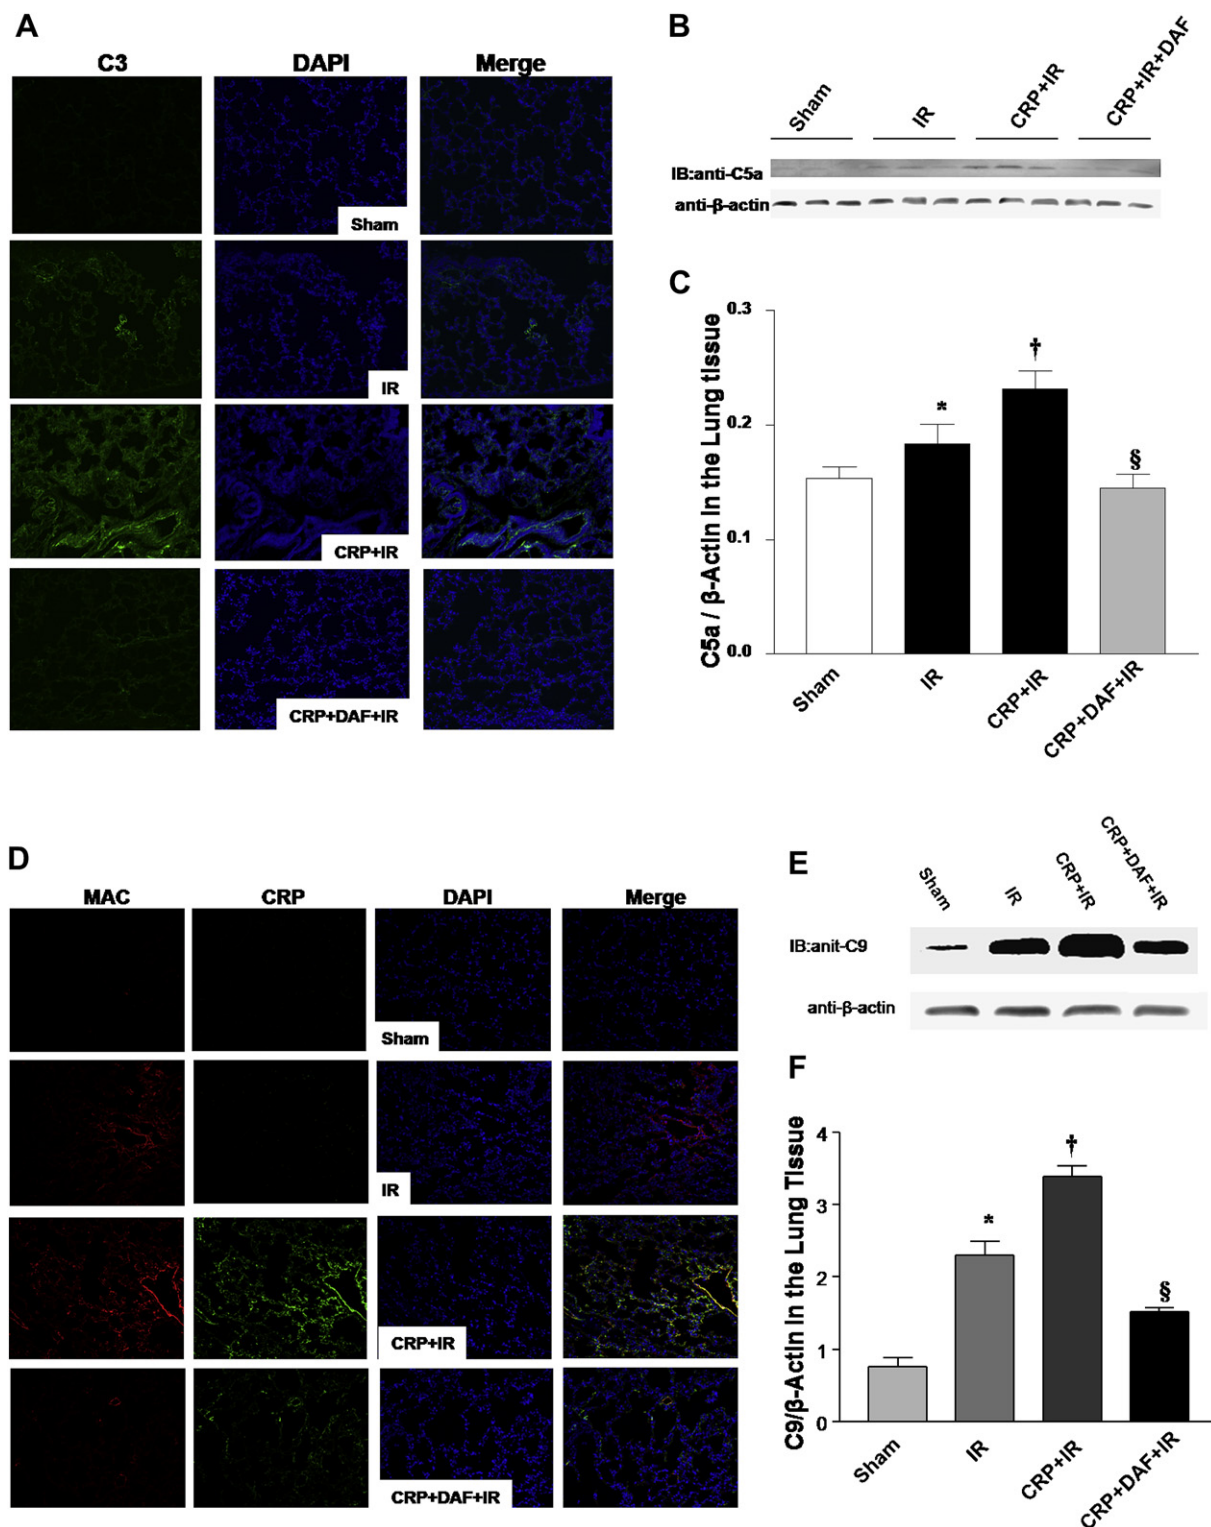 A
C3 DAPI Merge
Sham
IR
CRP+IR
CRP+DAF+IR
B
Sham IR CRP+IR CRP+IR+DAF
IB:anti-C5a
anti-β-actin
C
C5a / β-Actin In the Lung tissue
0.3
0.2
0.1
0.0
*
†
§
Sham IR CRP+IR CRP+DAF+IR
D
MAC CRP DAPI Merge
Sham
IR
CRP+IR
CRP+DAF+IR
E
Sham IR CRP+IR CRP+DAF+IR
IB:anit-C9
anti-β-actin
F
C9/β-Actin In the Lung Tissue
4
3
2
1
0
*
†
§
Sham IR CRP+IR CRP+DAF+IR